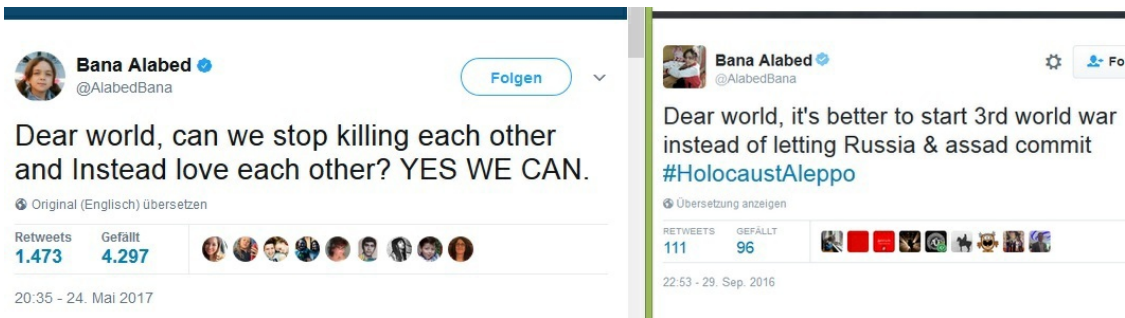 Bana Alabed
@AlabedBana
Folgen
Dear world, can we stop killing each other
and Instead love each other? YES WE CAN.
Original (Englisch) übersetzen
Retweets Gefällt
1.473 4.297
20:35 - 24. Mai 2017
Bana Alabed
@AlabedBana
Fo
Dear world, it's better to start 3rd world war
instead of letting Russia & assad commit
#HolocaustAleppo
Übersetzung anzeigen
RETWEETS GEFÄLLT
111 96
22:53 - 29. Sep. 2016